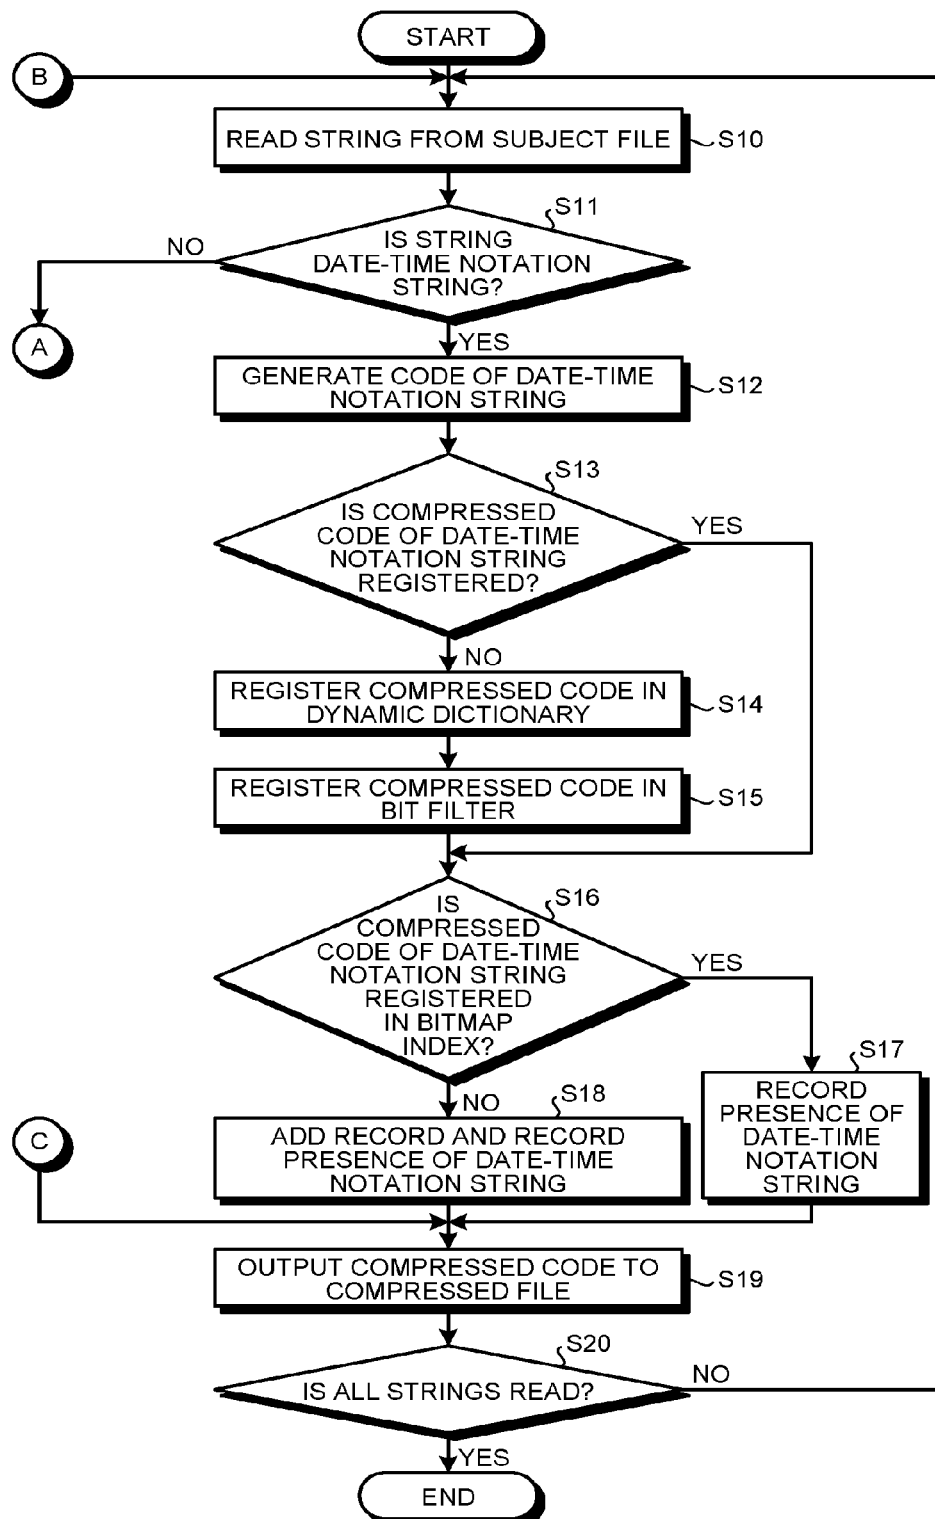 START
B
READ STRING FROM SUBJECT FILE
S10
S11
IS STRING
DATE-TIME NOTATION
STRING?
NO
A
YES
GENERATE CODE OF DATE-TIME
NOTATION STRING
S12
S13
IS COMPRESSED
CODE OF DATE-TIME
NOTATION STRING
REGISTERED?
YES
NO
REGISTER COMPRESSED CODE IN
DYNAMIC DICTIONARY
S14
REGISTER COMPRESSED CODE IN
BIT FILTER
S15
S16
IS
COMPRESSED
CODE OF DATE-TIME
NOTATION STRING
REGISTERED
IN BITMAP
INDEX?
YES
S17
RECORD
PRESENCE OF
DATE-TIME
NOTATION
STRING
NO
S18
C
ADD RECORD AND RECORD
PRESENCE OF DATE-TIME
NOTATION STRING
OUTPUT COMPRESSED CODE TO
COMPRESSED FILE
S19
S20
IS ALL STRINGS READ?
NO
YES
END